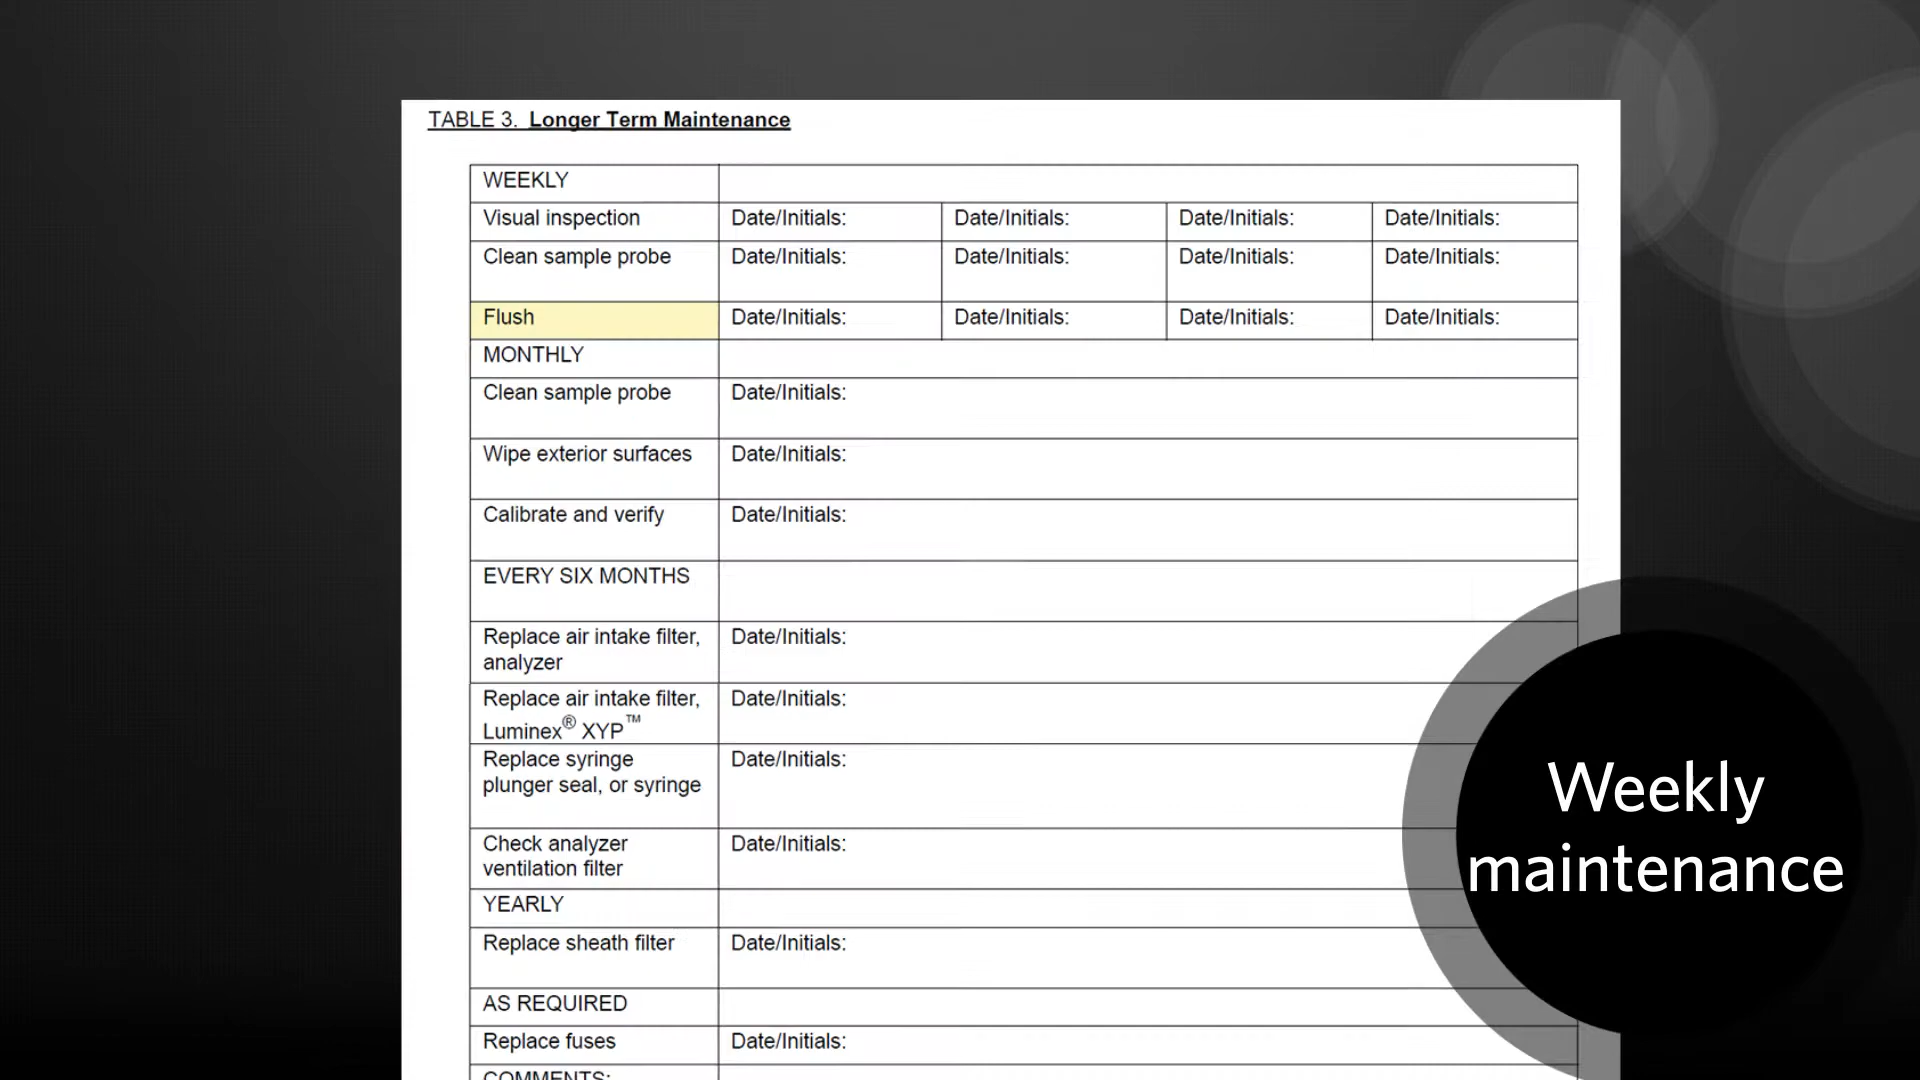 TABLE 3. Longer Term Maintenance
WEEKLY
Visual inspection Date/Initials: Date/Initials: Date/Initials: Date/Initials:
Clean sample probe Date/Initials: Date/Initials: Date/Initials: Date/Initials:
Flush Date/Initials: Date/Initials: Date/Initials: Date/Initials:
MONTHLY
Clean sample probe Date/Initials:
Wipe exterior surfaces Date/Initials:
Calibrate and verify Date/Initials:
EVERY SIX MONTHS
Replace air intake filter, Date/Initials:
analyzer
Replace air intake filter, Date/Initials:
Luminex® XYP™
Replace syringe Date/Initials:
plunger seal, or syringe
Check analyzer Date/Initials:
ventilation filter
YEARLY
Replace sheath filter Date/Initials:
AS REQUIRED
Replace fuses Date/Initials:
COMMENTS:
Weekly
maintenance